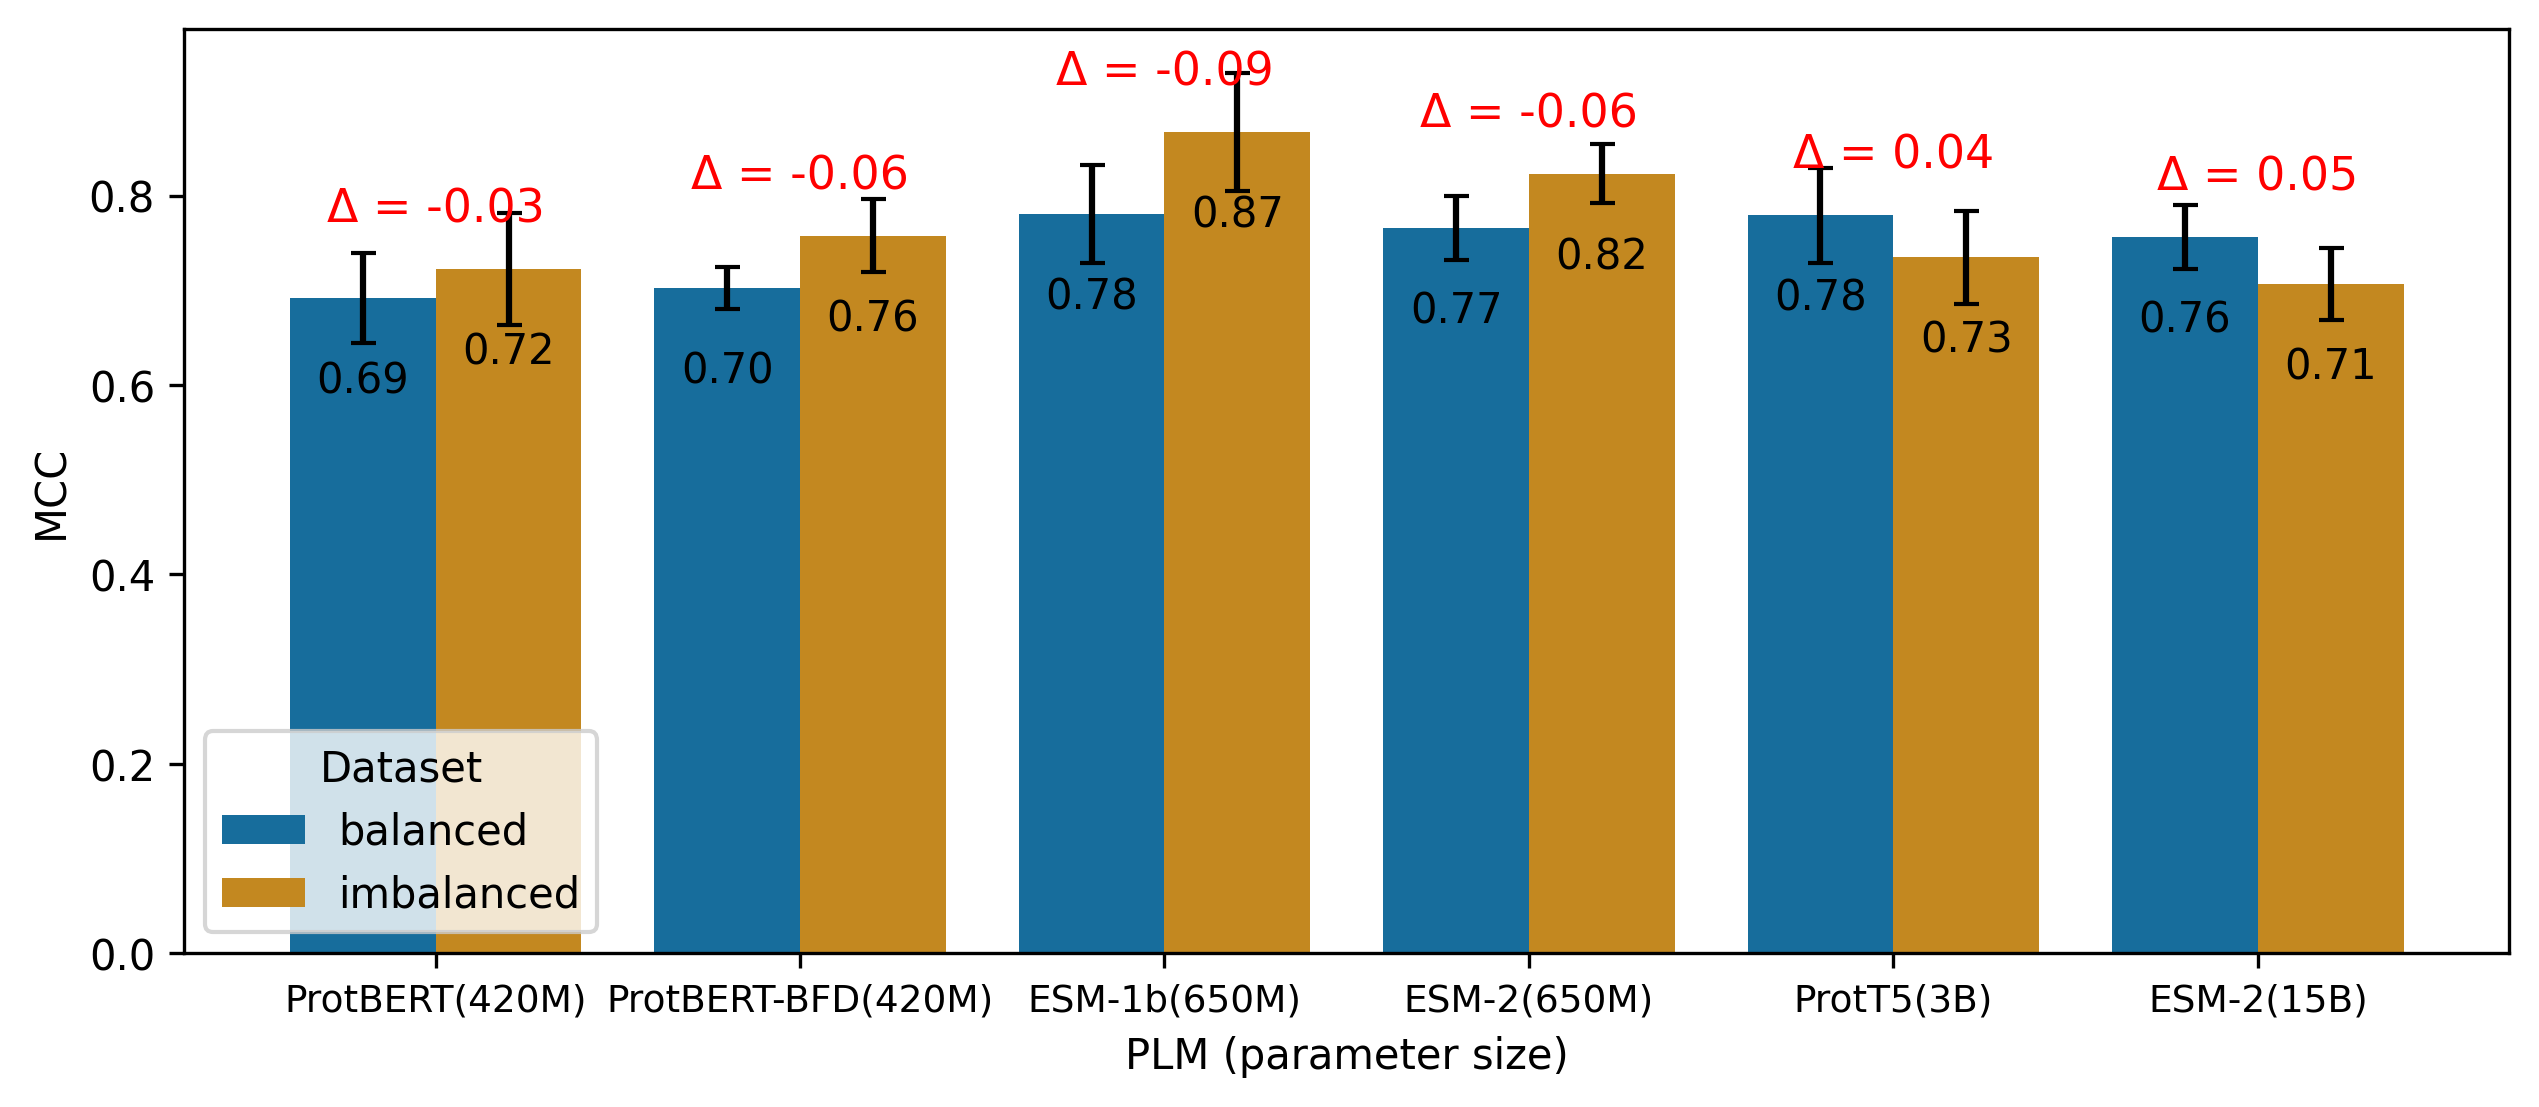 Δ = -0.03
Δ = -0.06
Δ = -0.09
Δ = -0.06
Δ = 0.04
Δ = 0.05
0.69
0.72
0.70
0.76
0.78
0.87
0.77
0.82
0.78
0.73
0.76
0.71
MCC
0.8
0.6
0.4
0.2
0.0
Dataset
balanced
imbalanced
ProtBERT(420M)
ProtBERT-BFD(420M)
ESM-1b(650M)
ESM-2(650M)
ProtT5(3B)
ESM-2(15B)
PLM (parameter size)